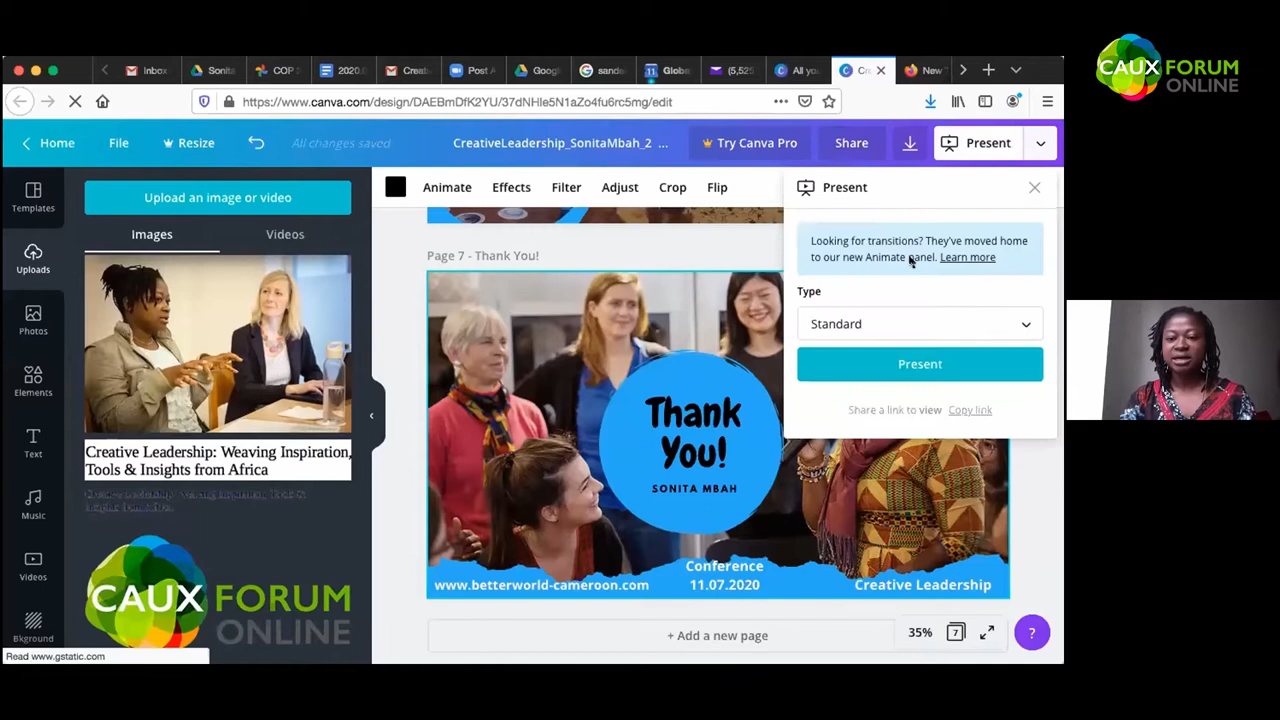 CAUX FORUM
ONLINE
Inbox
Sonita
COP
2020.0
Creati
Post A
Googl
sande
11
Globe
(5,525
All you
Cr
New T
https://www.canva.com/design/DAEBmDfK2YU/37dNHIe5N1aZo4fu6rc5mg/edit
Home
File
Resize
All changes saved
CreativeLeadership_SonitaMbah_2 ...
Try Canva Pro
Share
Present
Templates
Uploads
Photos
Elements
Text
Music
Videos
Bkground
Upload an image or video
Images
Videos
Creative Leadership: Weaving Inspiration,
Tools & Insights from Africa
CAUX FORUM
ONLINE
Read www.gstatic.com
Animate
Effects
Filter
Adjust
Crop
Flip
Page 7 - Thank You!
Thank
You!
SONITA MBAH
www.betterworld-cameroon.com
Conference
11.07.2020
Creative Leadership
+ Add a new page
35%
7
?
Present
Looking for transitions? They've moved home
to our new Animate panel. Learn more
Type
Standard
Present
Share a link to view Copy link